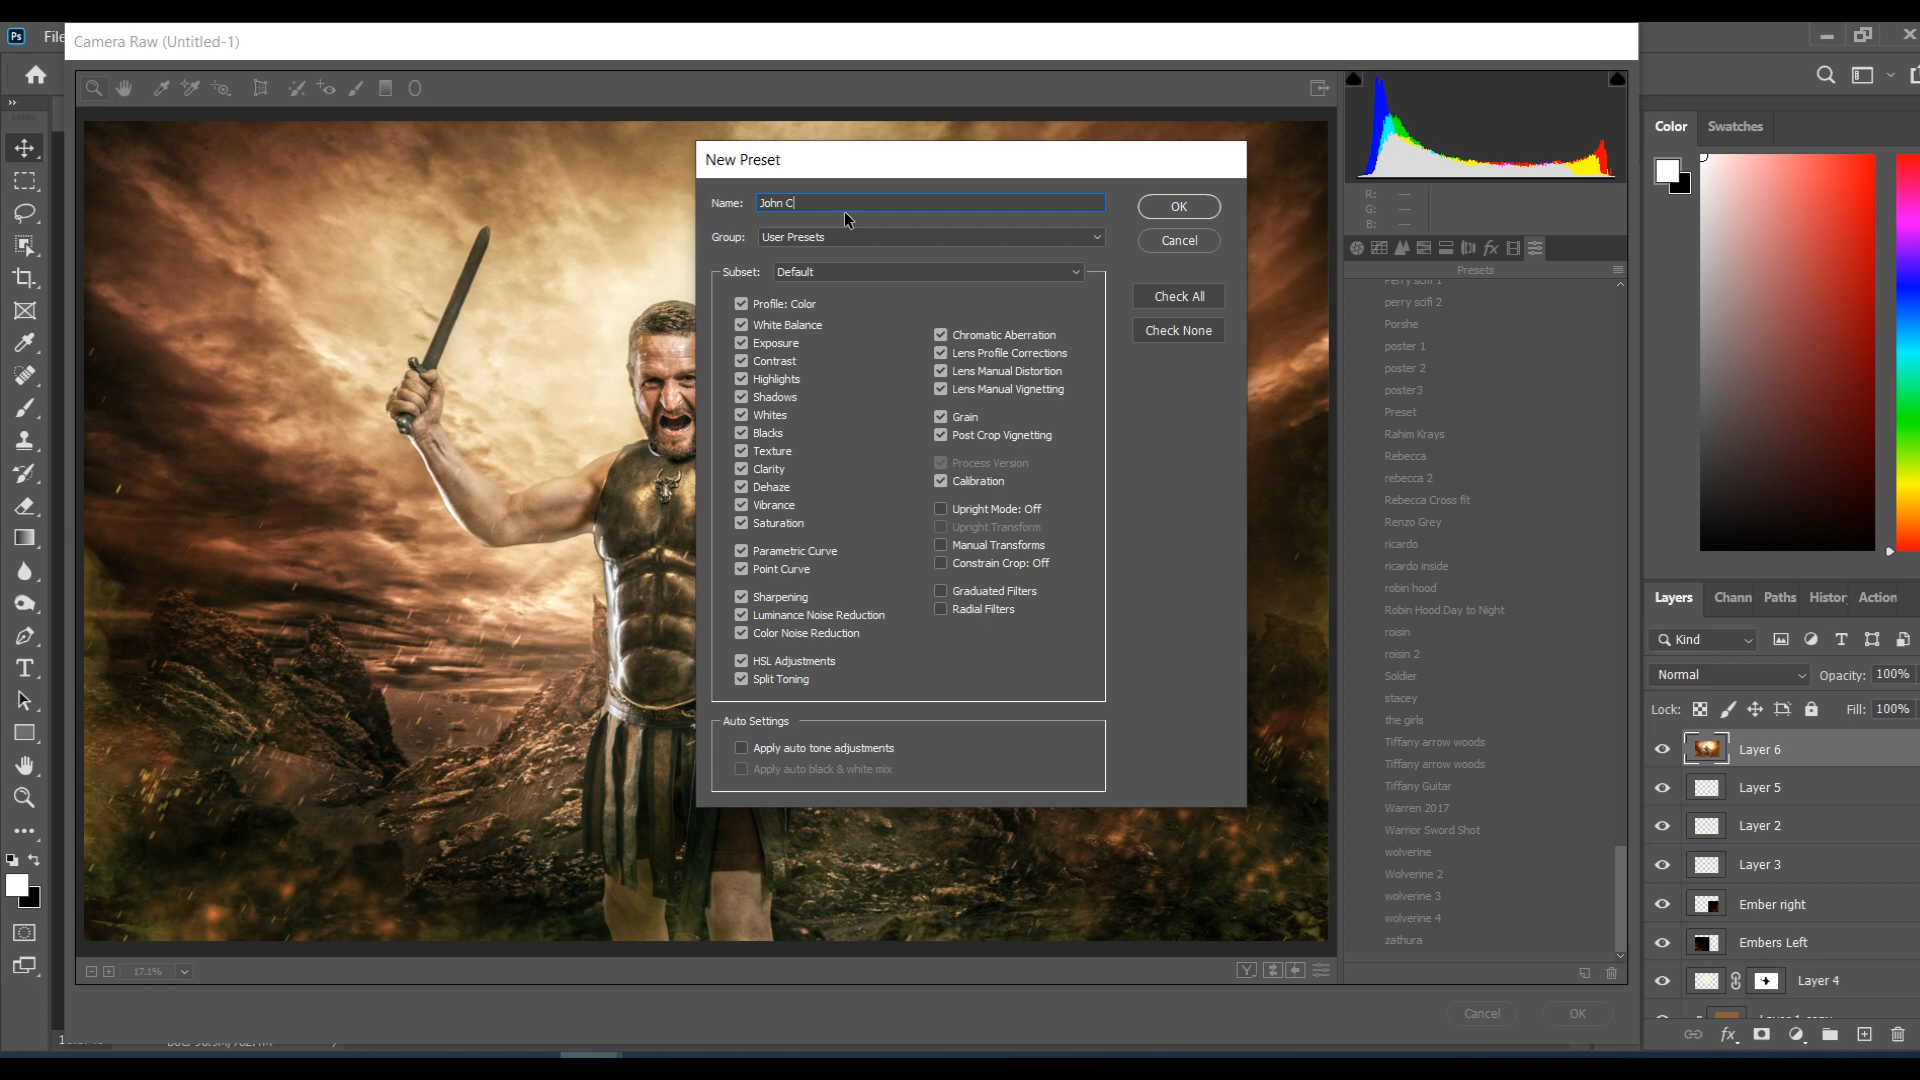 Ps File
Camera Raw (Untitled-1)
New Preset
Name: John C
Group: User Presets
OK
Cancel
Subset: Default
Profile: Color
White Balance
Exposure
Contrast
Highlights
Shadows
Whites
Blacks
Texture
Clarity
Dehaze
Vibrance
Saturation
Parametric Curve
Point Curve
Sharpening
Luminance Noise Reduction
Color Noise Reduction
HSL Adjustments
Split Toning
Chromatic Aberration
Lens Profile Corrections
Lens Manual Distortion
Lens Manual Vignetting
Grain
Post Crop Vignetting
Process Version
Calibration
Upright Mode: Off
Upright Transform
Manual Transforms
Constrain Crop: Off
Graduated Filters
Radial Filters
Check All
Check None
Auto Settings
Apply auto tone adjustments
Apply auto black & white mix
17.1%
R: ---
G: ---
B: ---
fx
Presets
Perry scifi 1
perry scifi 2
Porshe
poster 1
poster 2
poster3
Preset
Rahim Krays
Rebecca
rebecca 2
Rebecca Cross fit
Renzo Grey
ricardo
ricardo inside
robin hood
Robin Hood Day to Night
roisin
roisin 2
Soldier
stacey
the girls
Tiffany arrow woods
Tiffany arrow woods
Tiffany Guitar
Warren 2017
Warrior Sword Shot
wolverine
Wolverine 2
wolverine 3
wolverine 4
zathura
Cancel
OK
Color Swatches
Layers Chann Paths Histor Action
Kind
Normal Opacity: 100%
Lock: Fill: 100%
Layer 6
Layer 5
Layer 2
Layer 3
Ember right
Embers Left
Layer 4
fx